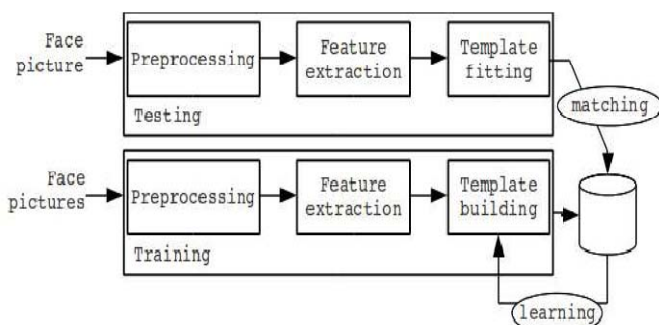 Face
picture
Preprocessing
Feature
extraction
Template
fitting
Testing
matching
Face
pictures
Preprocessing
Feature
extraction
Template
building
Training
learning